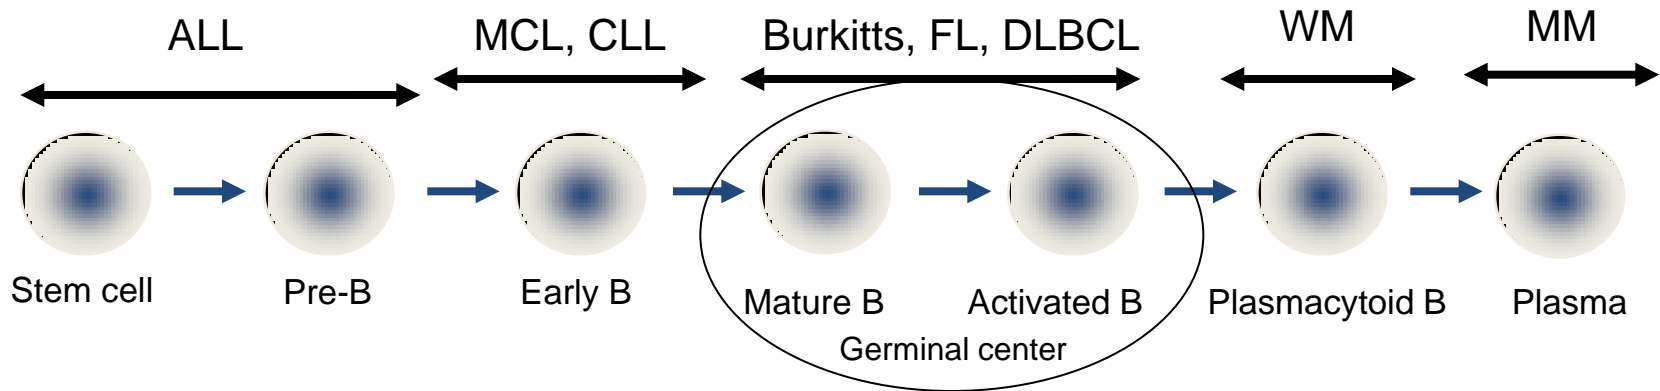 ALL
MCL, CLL
Burkitts, FL, DLBCL
WM
MM
Stem cell
Pre-B
Early B
Mature B
Activated B
Plasmacytoid B
Plasma
Germinal center